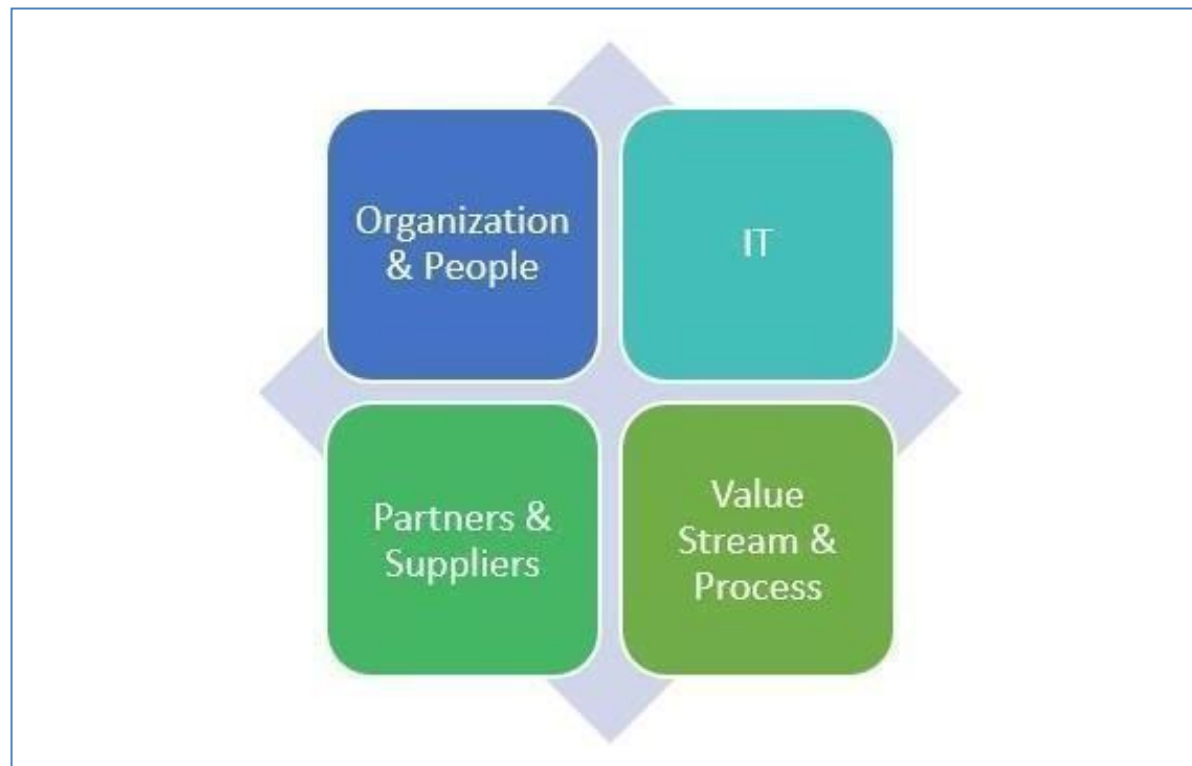 Organization
& People
IT
Partners &
Suppliers
Value
Stream &
Process